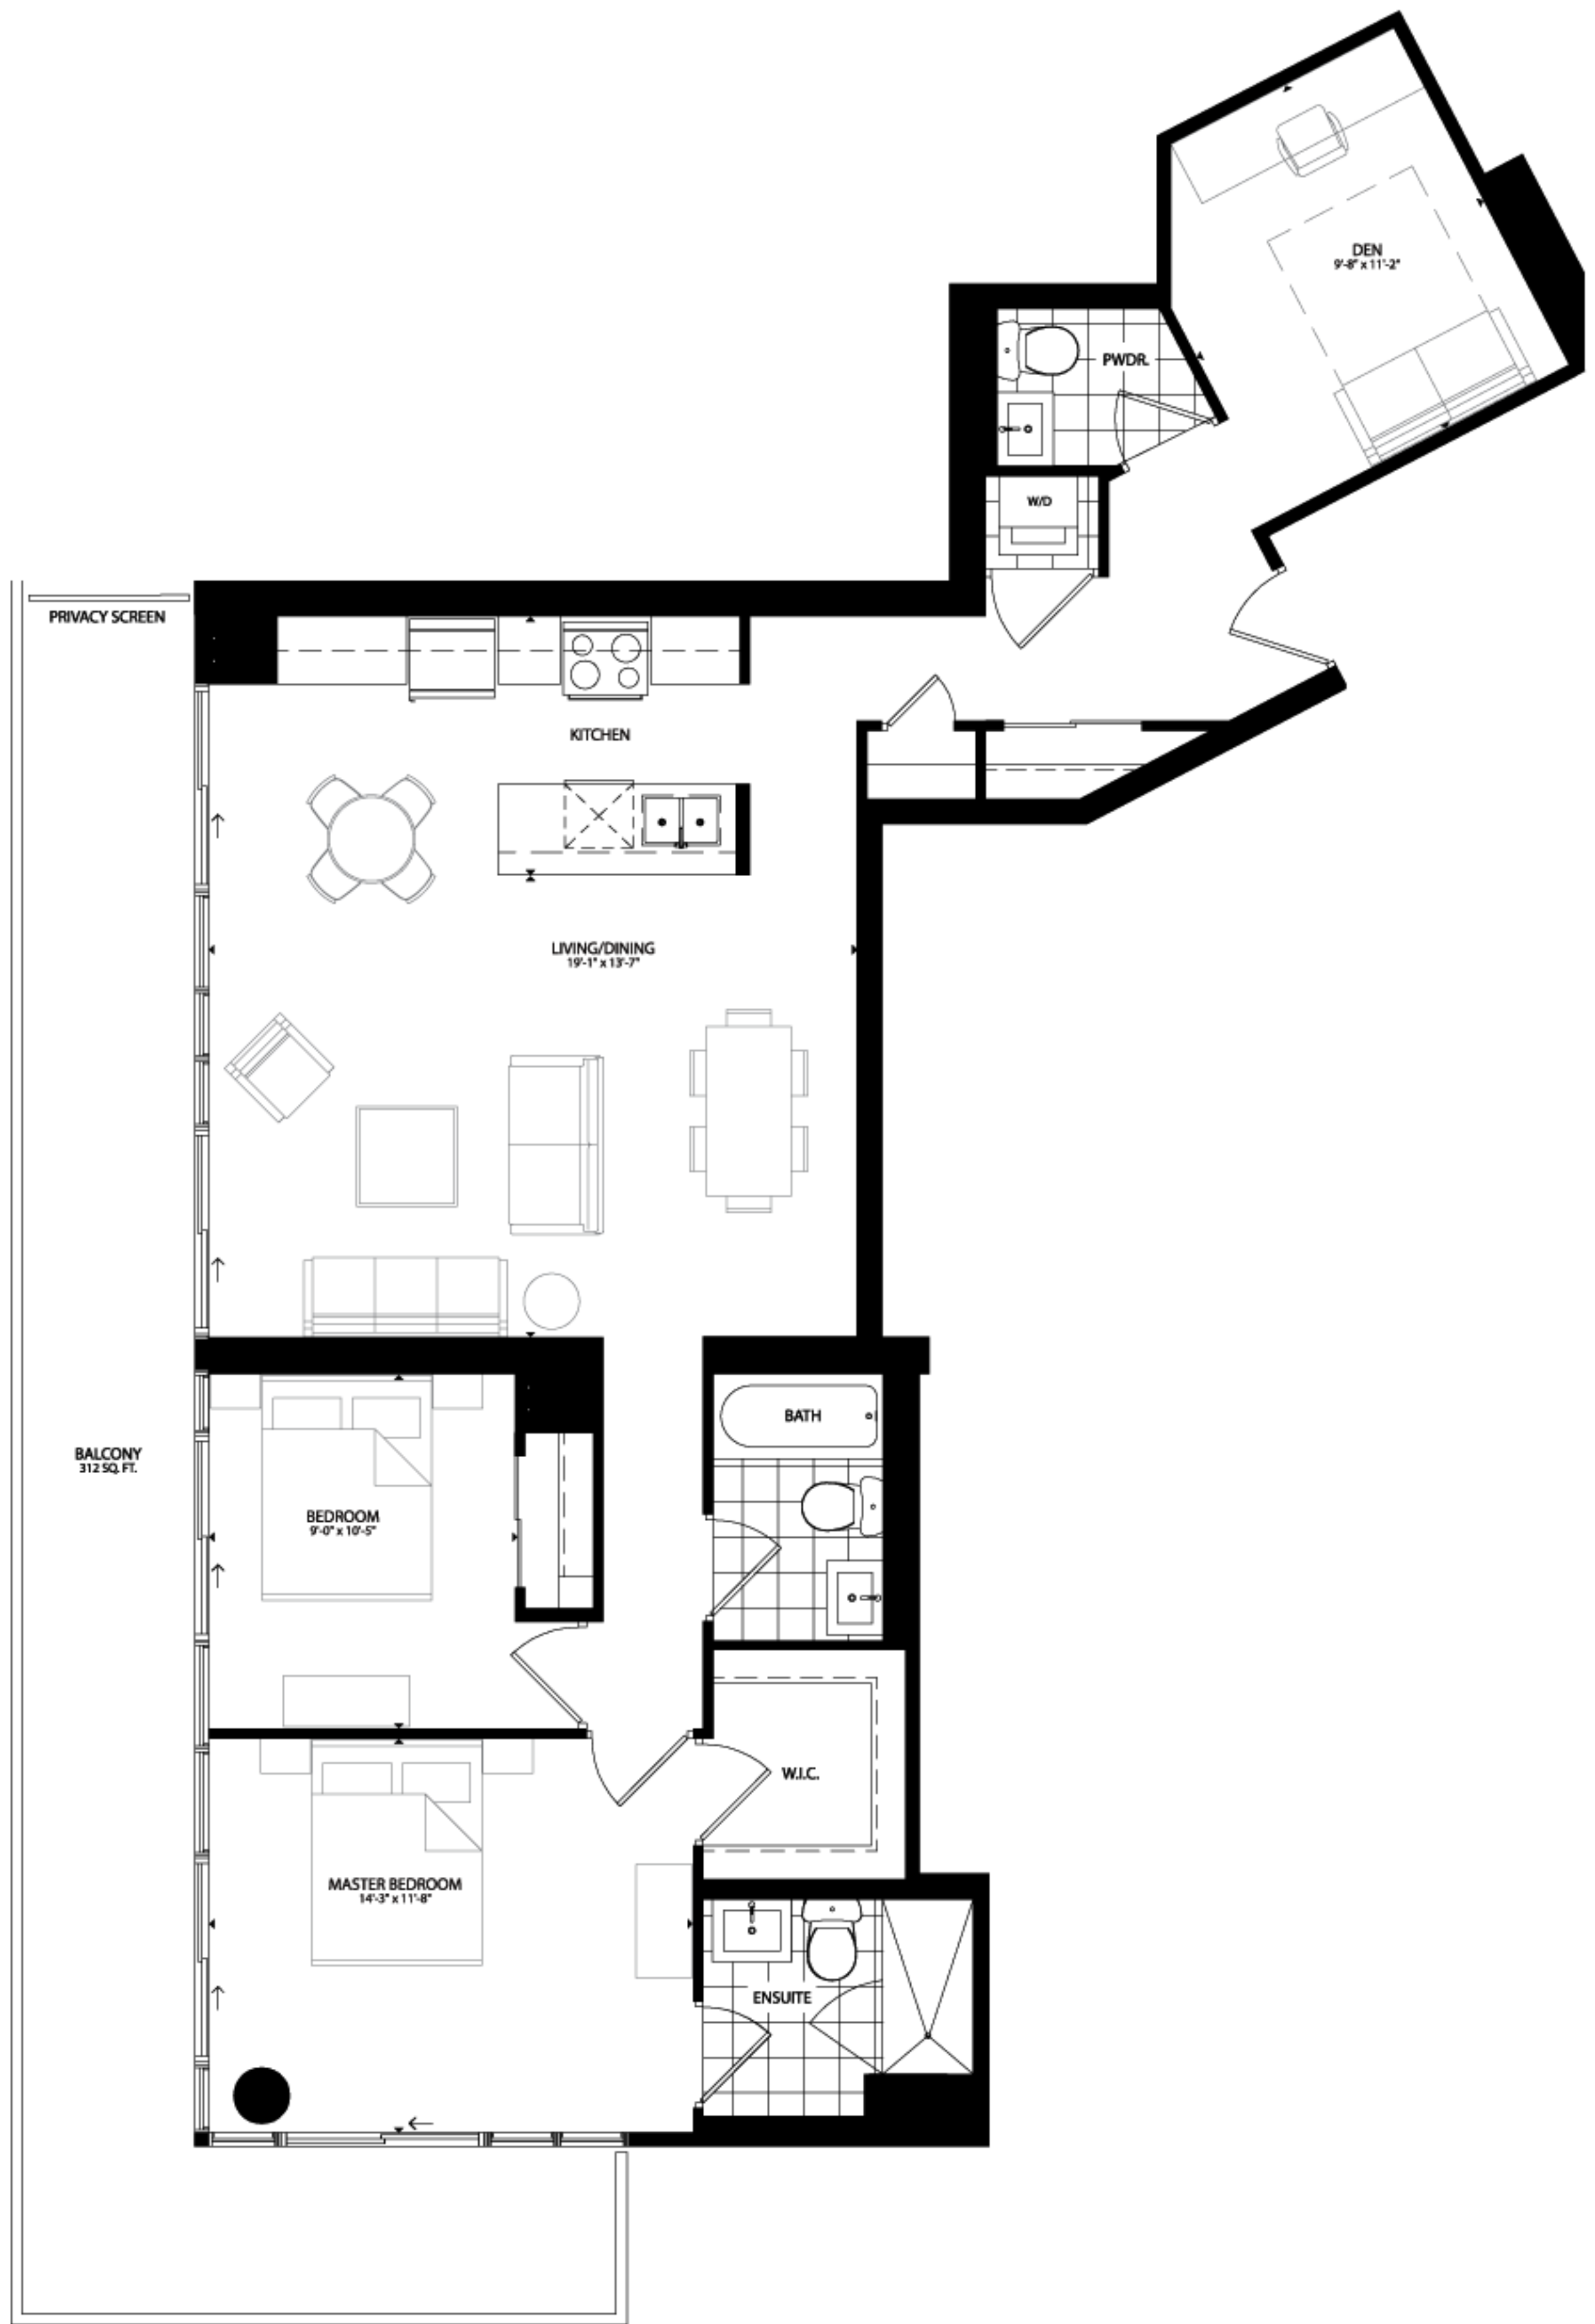 DEN
9'-8" x 11'-2"
PWDR.
W/D
PRIVACY SCREEN
KITCHEN
LIVING/DINING
19'-1" x 13'-7"
BATH
BALCONY
312 SQ. FT.
BEDROOM
9'-0" x 10'-5"
W.I.C.
MASTER BEDROOM
14'-3" x 11'-8"
ENSUITE